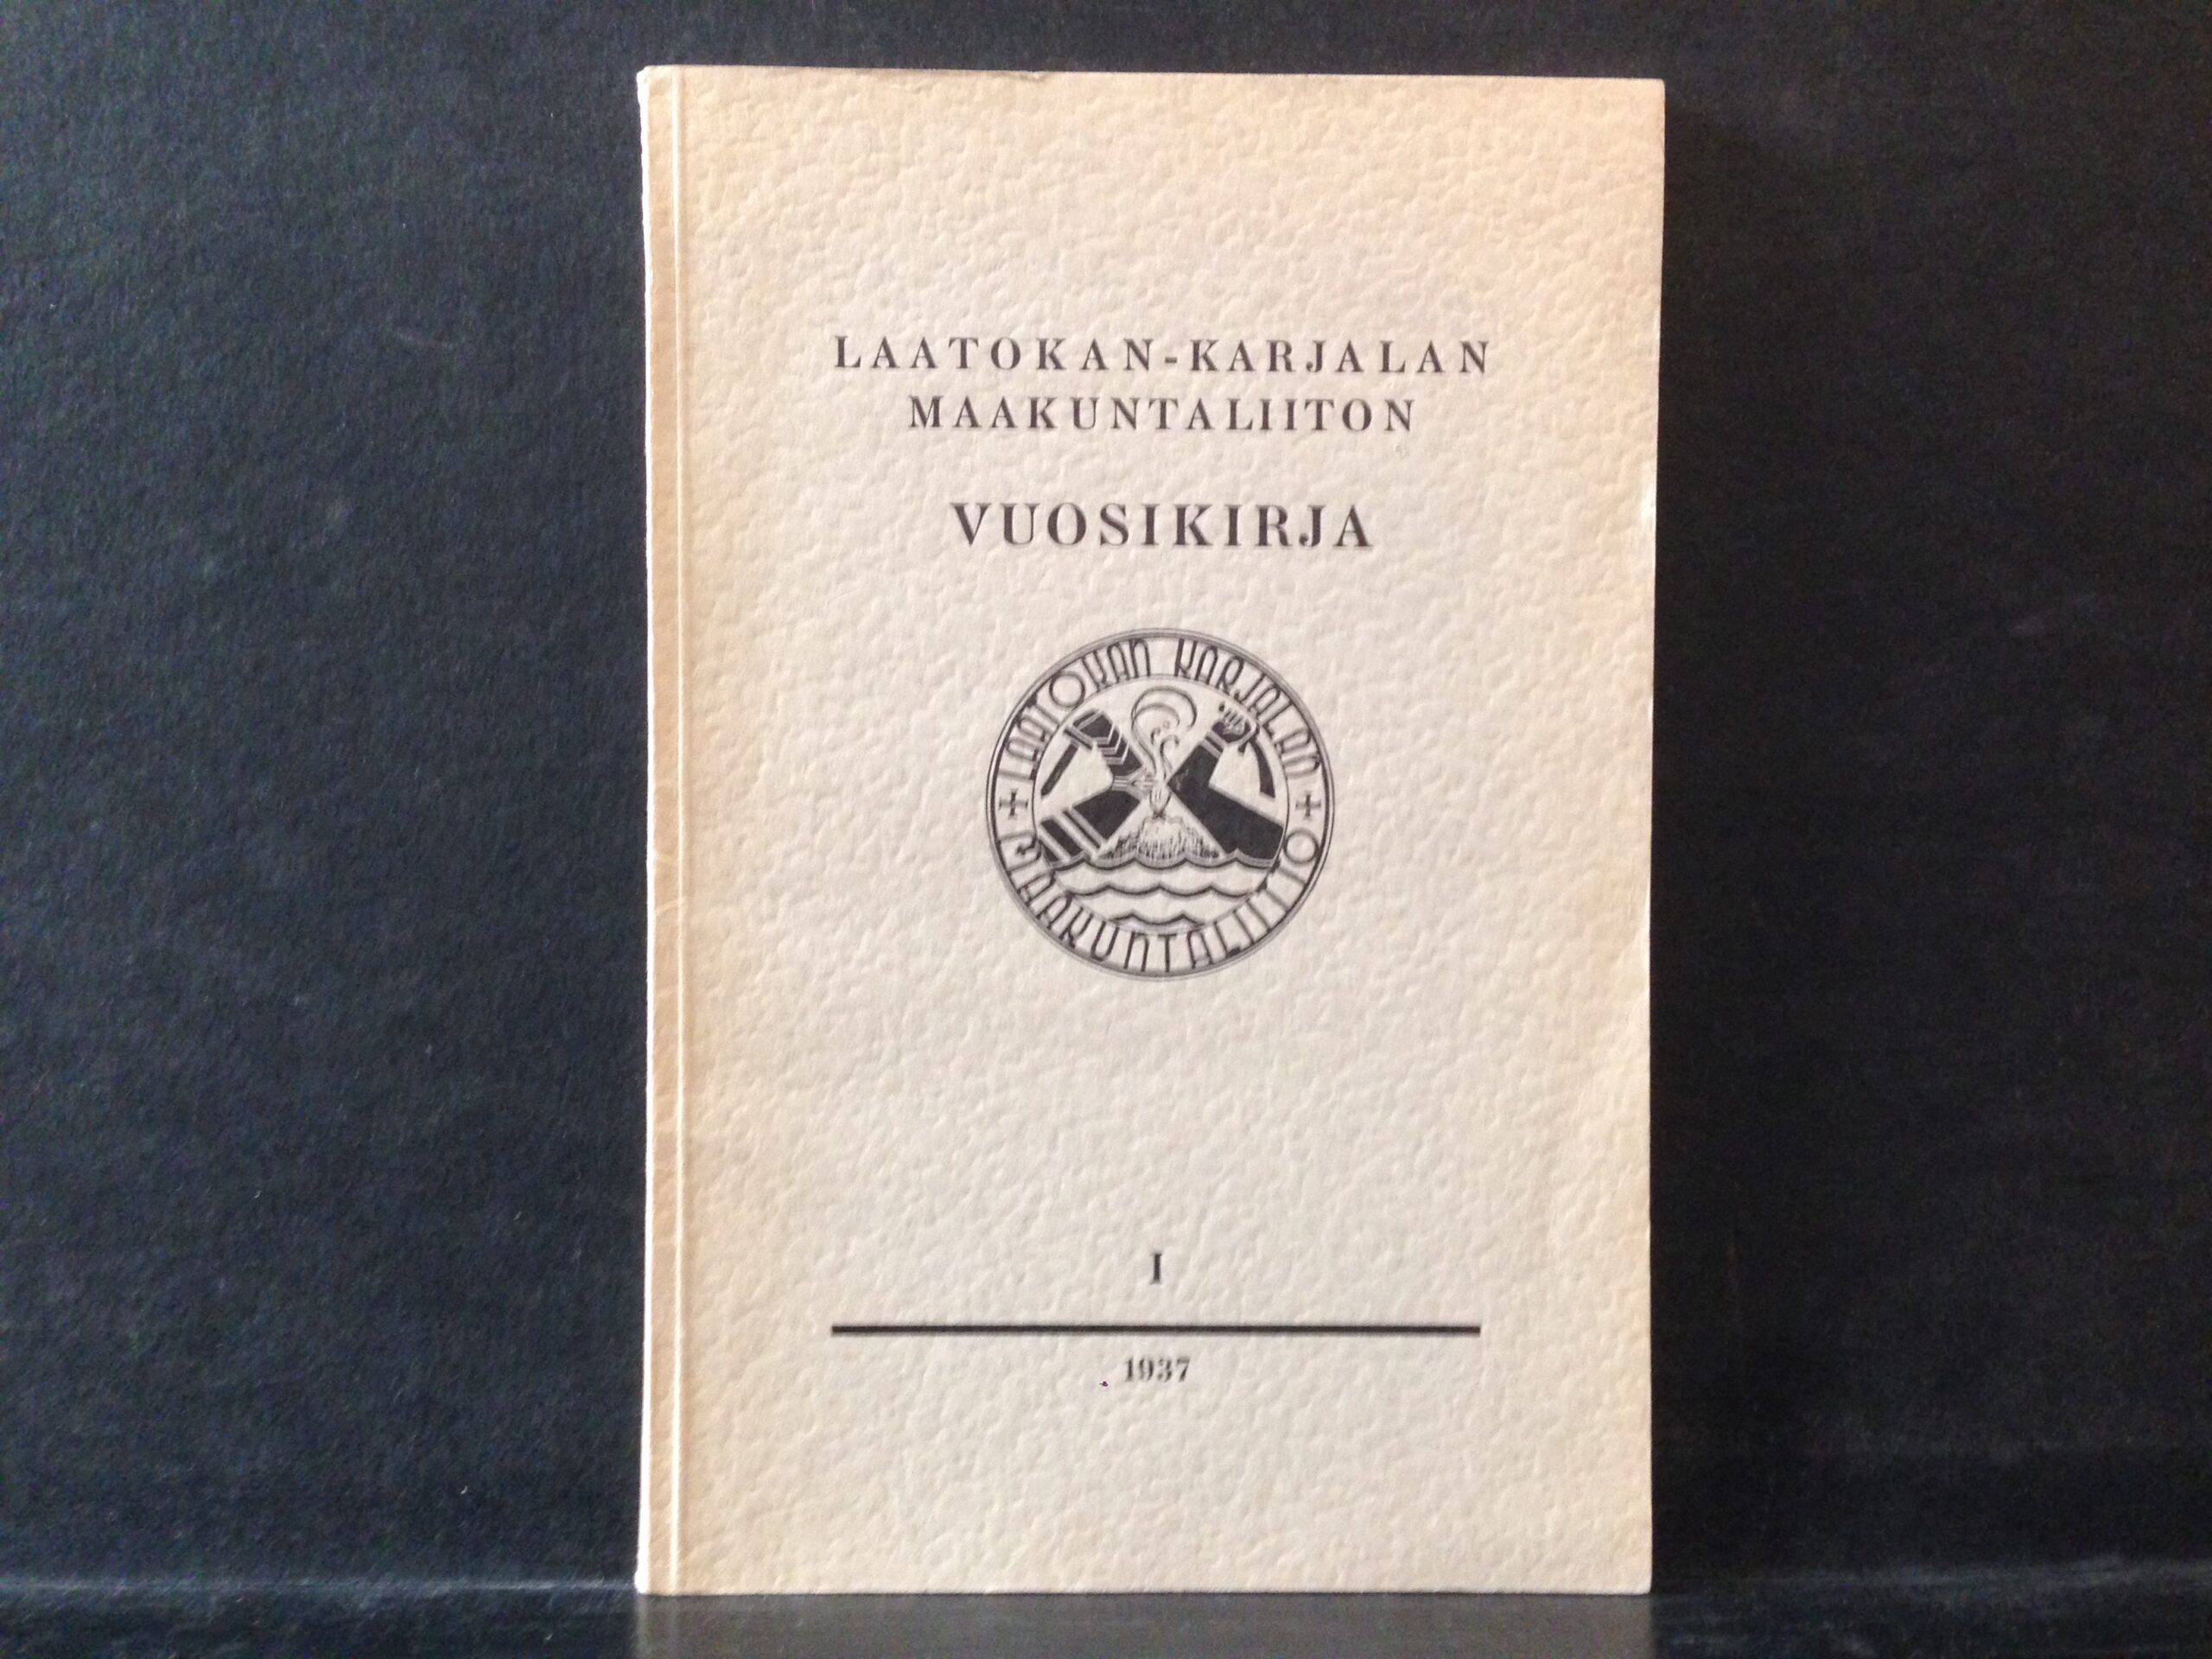 LAATOKAN-KARJALAN
MAAKUNTALIITON
VUOSIKIRJA
LAATOKAN KARJALAN
MAAKUNTALIITTO
I
1937